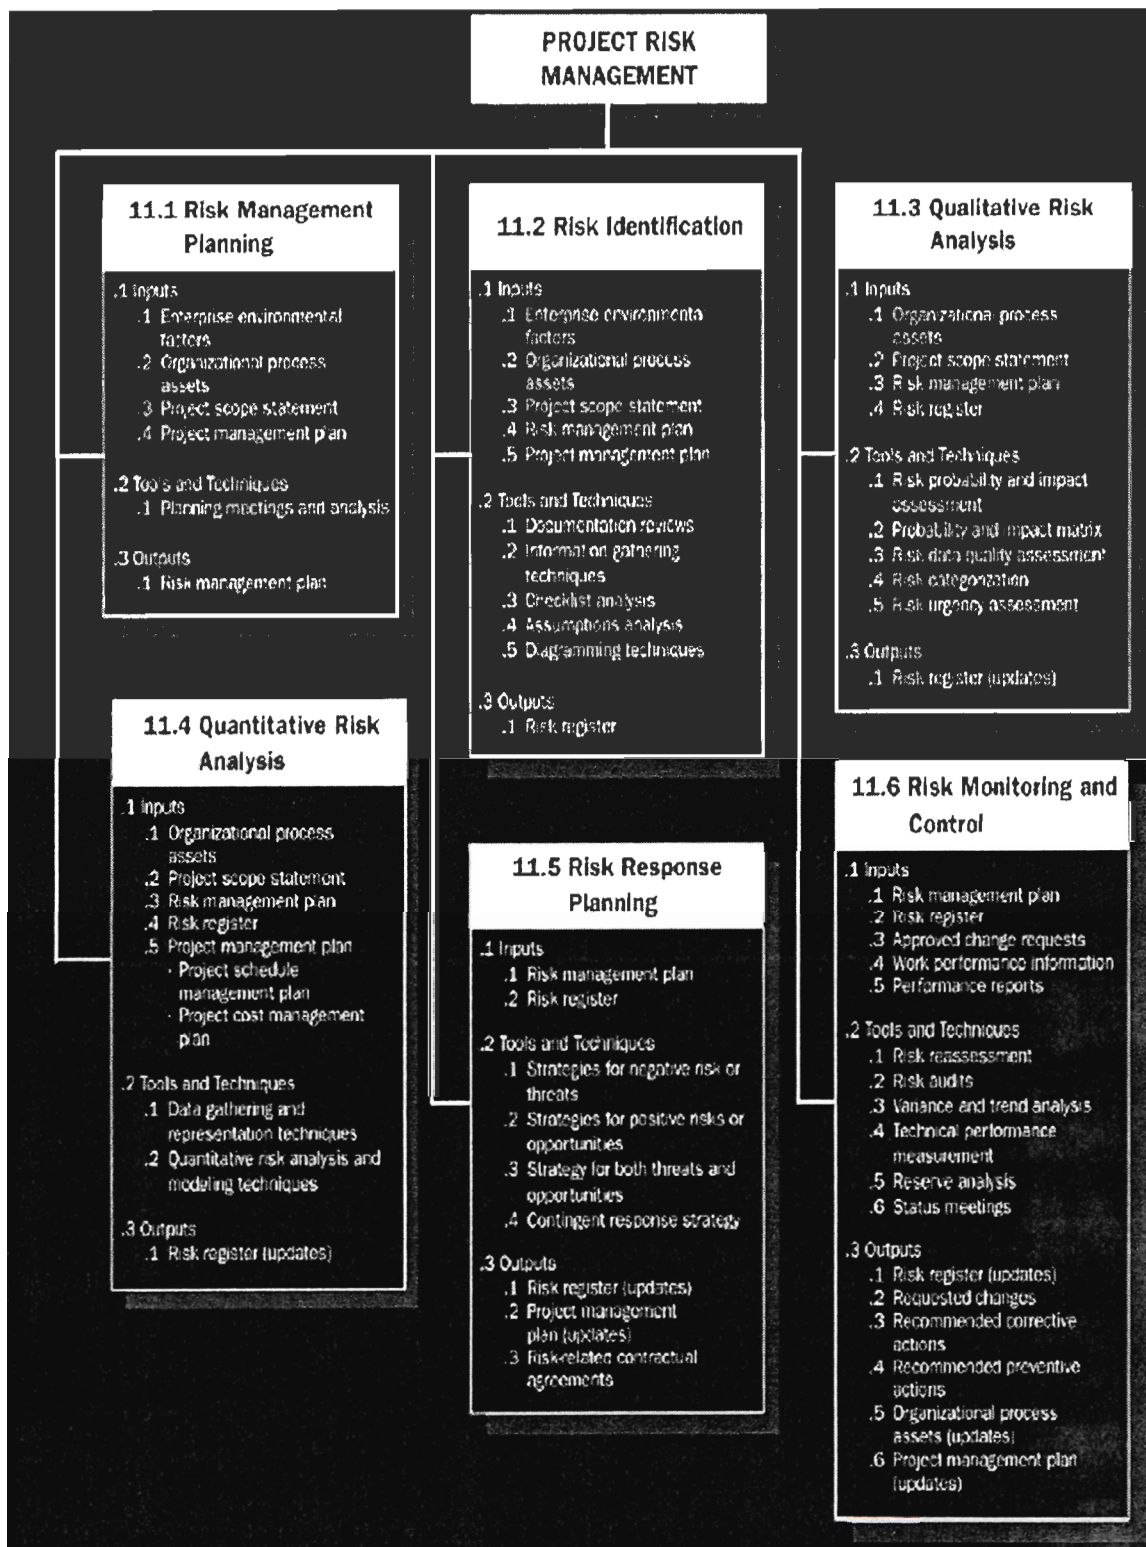 PROJECT RISK
MANAGEMENT
11.1 Risk Management
Planning
.1 Inputs
.1 Enterprise environmental
factors
.2 Organizational process
assets
.3 Project scope statement
.4 Project management plan
.2 Tools and Techniques
.1 Planning meetings and analysis
.3 Outputs
.1 Risk management plan
11.2 Risk Identification
.1 Inputs
.1 Enterprise environmenta
factors
.2 Organizational process
assets
.3 Project scope statement
.4 Risk management plan
.5 Project management plan
.2 Tools and Techniques
.1 Documentation reviews
.2 Information gathering
techniques
.3 Checklist analysis
.4 Assumptions analysis
.5 Diagramming techniques
.3 Outputs
.1 Risk register
11.3 Qualitative Risk
Analysis
.1 Inputs
.1 Organizational process
assets
.2 Project scope statement
.3 Risk management plan
.4 Risk register
.2 Tools and Techniques
.1 Risk probability and impact
assessment
.2 Probability and impact matrix
.3 Risk data quality assessment
.4 Risk categorization
.5 Risk urgency assessment
.3 Outputs
.1 Risk register (updates)
11.4 Quantitative Risk
Analysis
.1 Inputs
.1 Organizational process
assets
.2 Project scope statement
.3 Risk management plan
.4 Risk register
.5 Project management plan
· Project schedule
management plan
· Project cost management
plan
.2 Tools and Techniques
.1 Data gathering and
representation techniques
.2 Quantitative risk analysis and
modeling techniques
.3 Outputs
.1 Risk register (updates)
11.5 Risk Response
Planning
.1 Inputs
.1 Risk management plan
.2 Risk register
.2 Tools and Techniques
.1 Strategies for negative risk or
threats
.2 Strategies for positive risks or
opportunities
.3 Strategy for both threats and
opportunities
.4 Contingent response strategy
.3 Outputs
.1 Risk register (updates)
.2 Project management
plan (updates)
.3 Risk-related contractual
agreements
11.6 Risk Monitoring and
Control
.1 Inputs
.1 Risk management plan
.2 Risk register
.3 Approved change requests
.4 Work performance information
.5 Performance reports
.2 Tools and Techniques
.1 Risk reassessment
.2 Risk audits
.3 Variance and trend analysis
.4 Technical performance
measurement
.5 Reserve analysis
.6 Status meetings
.3 Outputs
.1 Risk register (updates)
.2 Requested changes
.3 Recommended corrective
actions
.4 Recommended preventive
actions
.5 Organizational process
assets (updates)
.6 Project management plan
(updates)